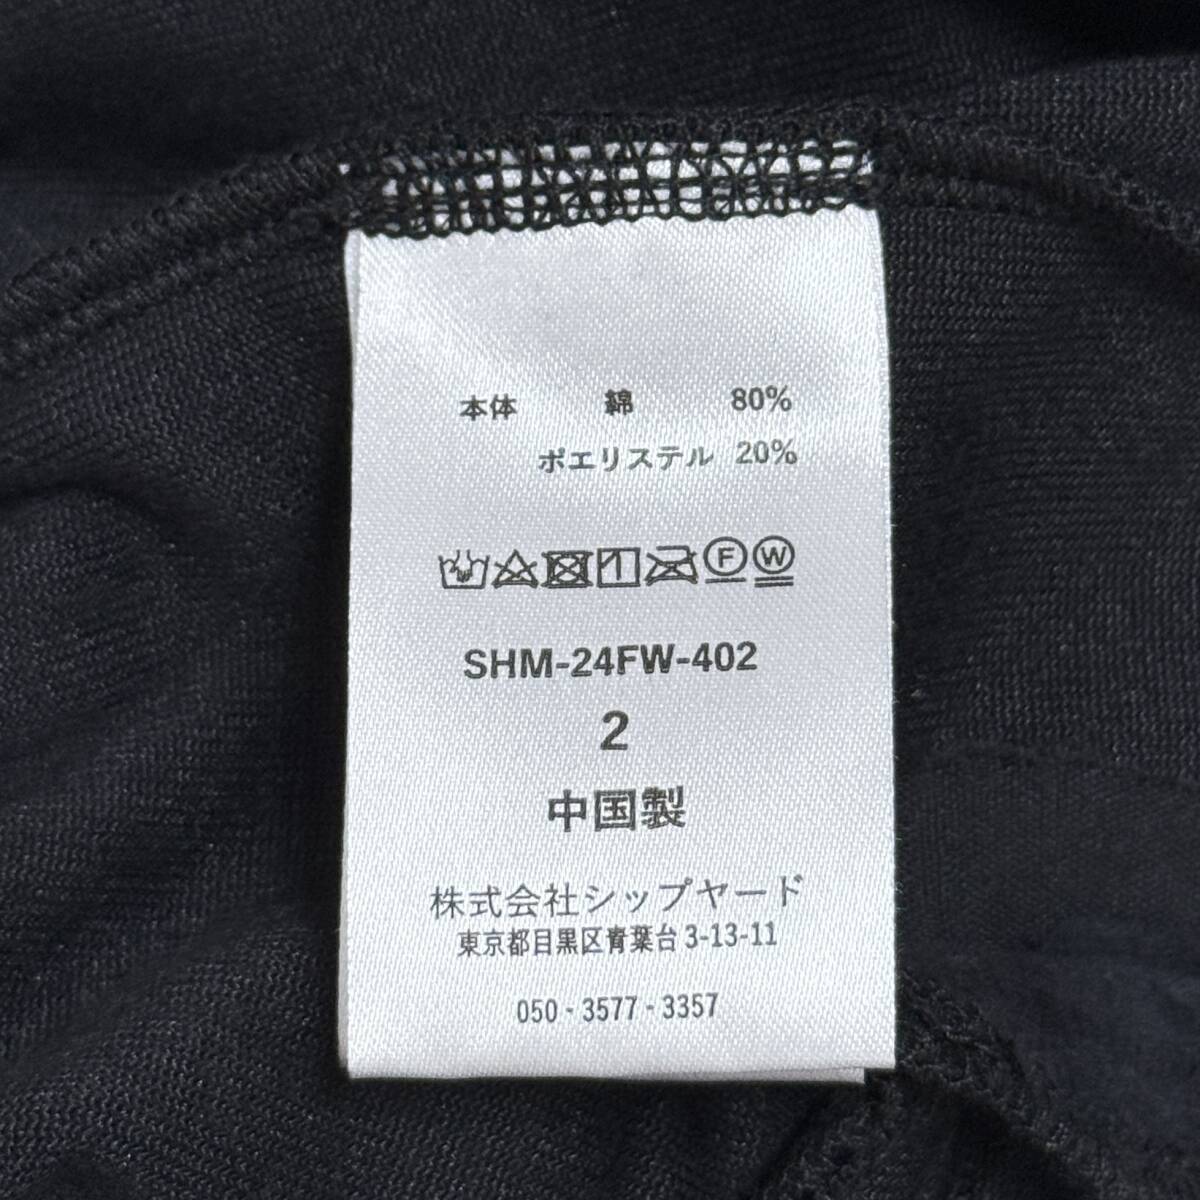 本体 綿 80%
ポエリステル 20%
F W
SHM-24FW-402
2
中国製
株式会社シップヤード
東京都目黒区青葉台3-13-11
050-3577-3357